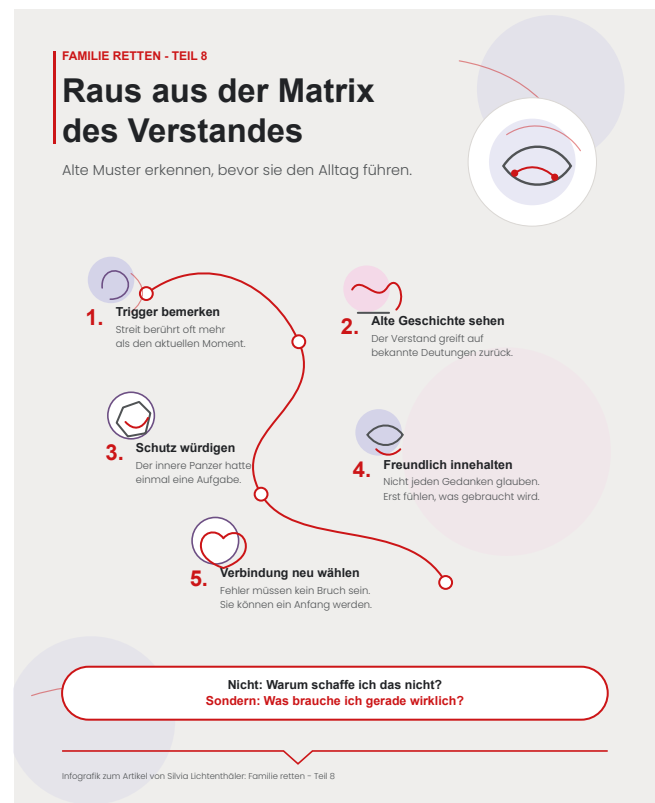 FAMILIE RETTEN - TEIL 8
Raus aus der Matrix
des Verstandes
Alte Muster erkennen, bevor sie den Alltag führen.
1. Trigger bemerken
Streit berührt oft mehr
als den aktuellen Moment.
2. Alte Geschichte sehen
Der Verstand greift auf
bekannte Deutungen zurück.
3. Schutz würdigen
Der innere Panzer hatte
einmal eine Aufgabe.
4. Freundlich innehalten
Nicht jeden Gedanken glauben.
Erst fühlen, was gebraucht wird.
5. Verbindung neu wählen
Fehler müssen kein Bruch sein.
Sie können ein Anfang werden.
Nicht: Warum schaffe ich das nicht?
Sondern: Was brauche ich gerade wirklich?
Infografik zum Artikel von Silvia Lichtenthäler: Familie retten - Teil 8